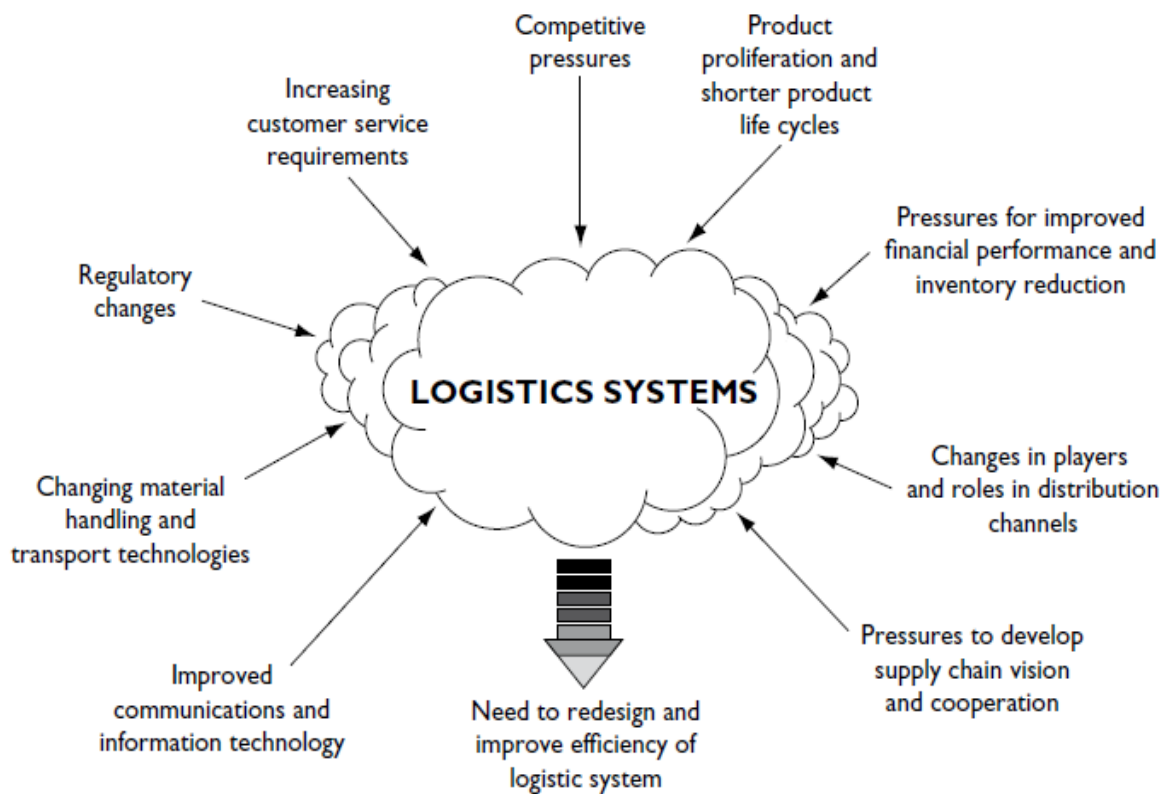 Competitive
pressures
Product
proliferation and
shorter product
life cycles
Increasing
customer service
requirements
Pressures for improved
financial performance and
inventory reduction
Regulatory
changes
LOGISTICS SYSTEMS
Changes in players
and roles in distribution
channels
Changing material
handling and
transport technologies
Pressures to develop
supply chain vision
and cooperation
Improved
communications and
information technology
Need to redesign and
improve efficiency of
logistic system